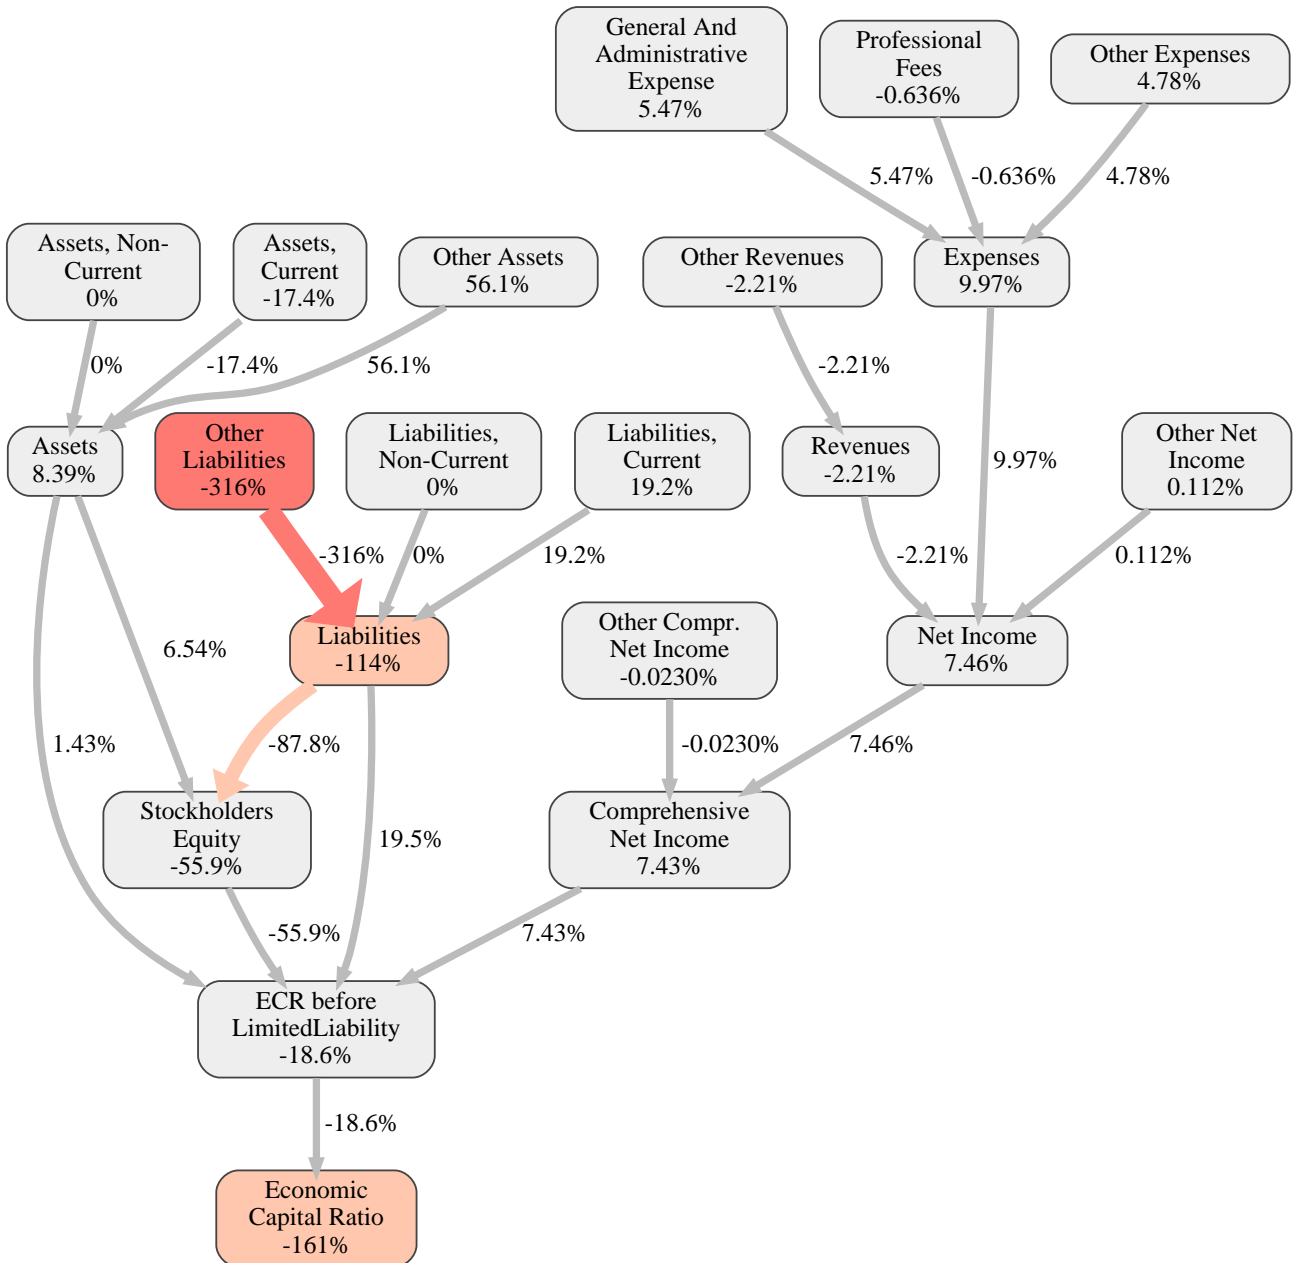 General And
Administrative
Expense
5.47%
Professional
Fees
-0.636%
Other Expenses
4.78%
5.47%
-0.636%
4.78%
Assets, Non-
Current
0%
Assets,
Current
-17.4%
Other Assets
56.1%
Other Revenues
-2.21%
Expenses
9.97%
0%
-17.4%
56.1%
-2.21%
Assets
8.39%
Other
Liabilities
-316%
Liabilities,
Non-Current
0%
Liabilities,
Current
19.2%
Revenues
-2.21%
9.97%
Other Net
Income
0.112%
-316%
0%
19.2%
-2.21%
0.112%
6.54%
Liabilities
-114%
Other Compr.
Net Income
-0.0230%
Net Income
7.46%
1.43%
-87.8%
-0.0230%
7.46%
Stockholders
Equity
-55.9%
19.5%
Comprehensive
Net Income
7.43%
-55.9%
7.43%
ECR before
LimitedLiability
-18.6%
-18.6%
Economic
Capital Ratio
-161%